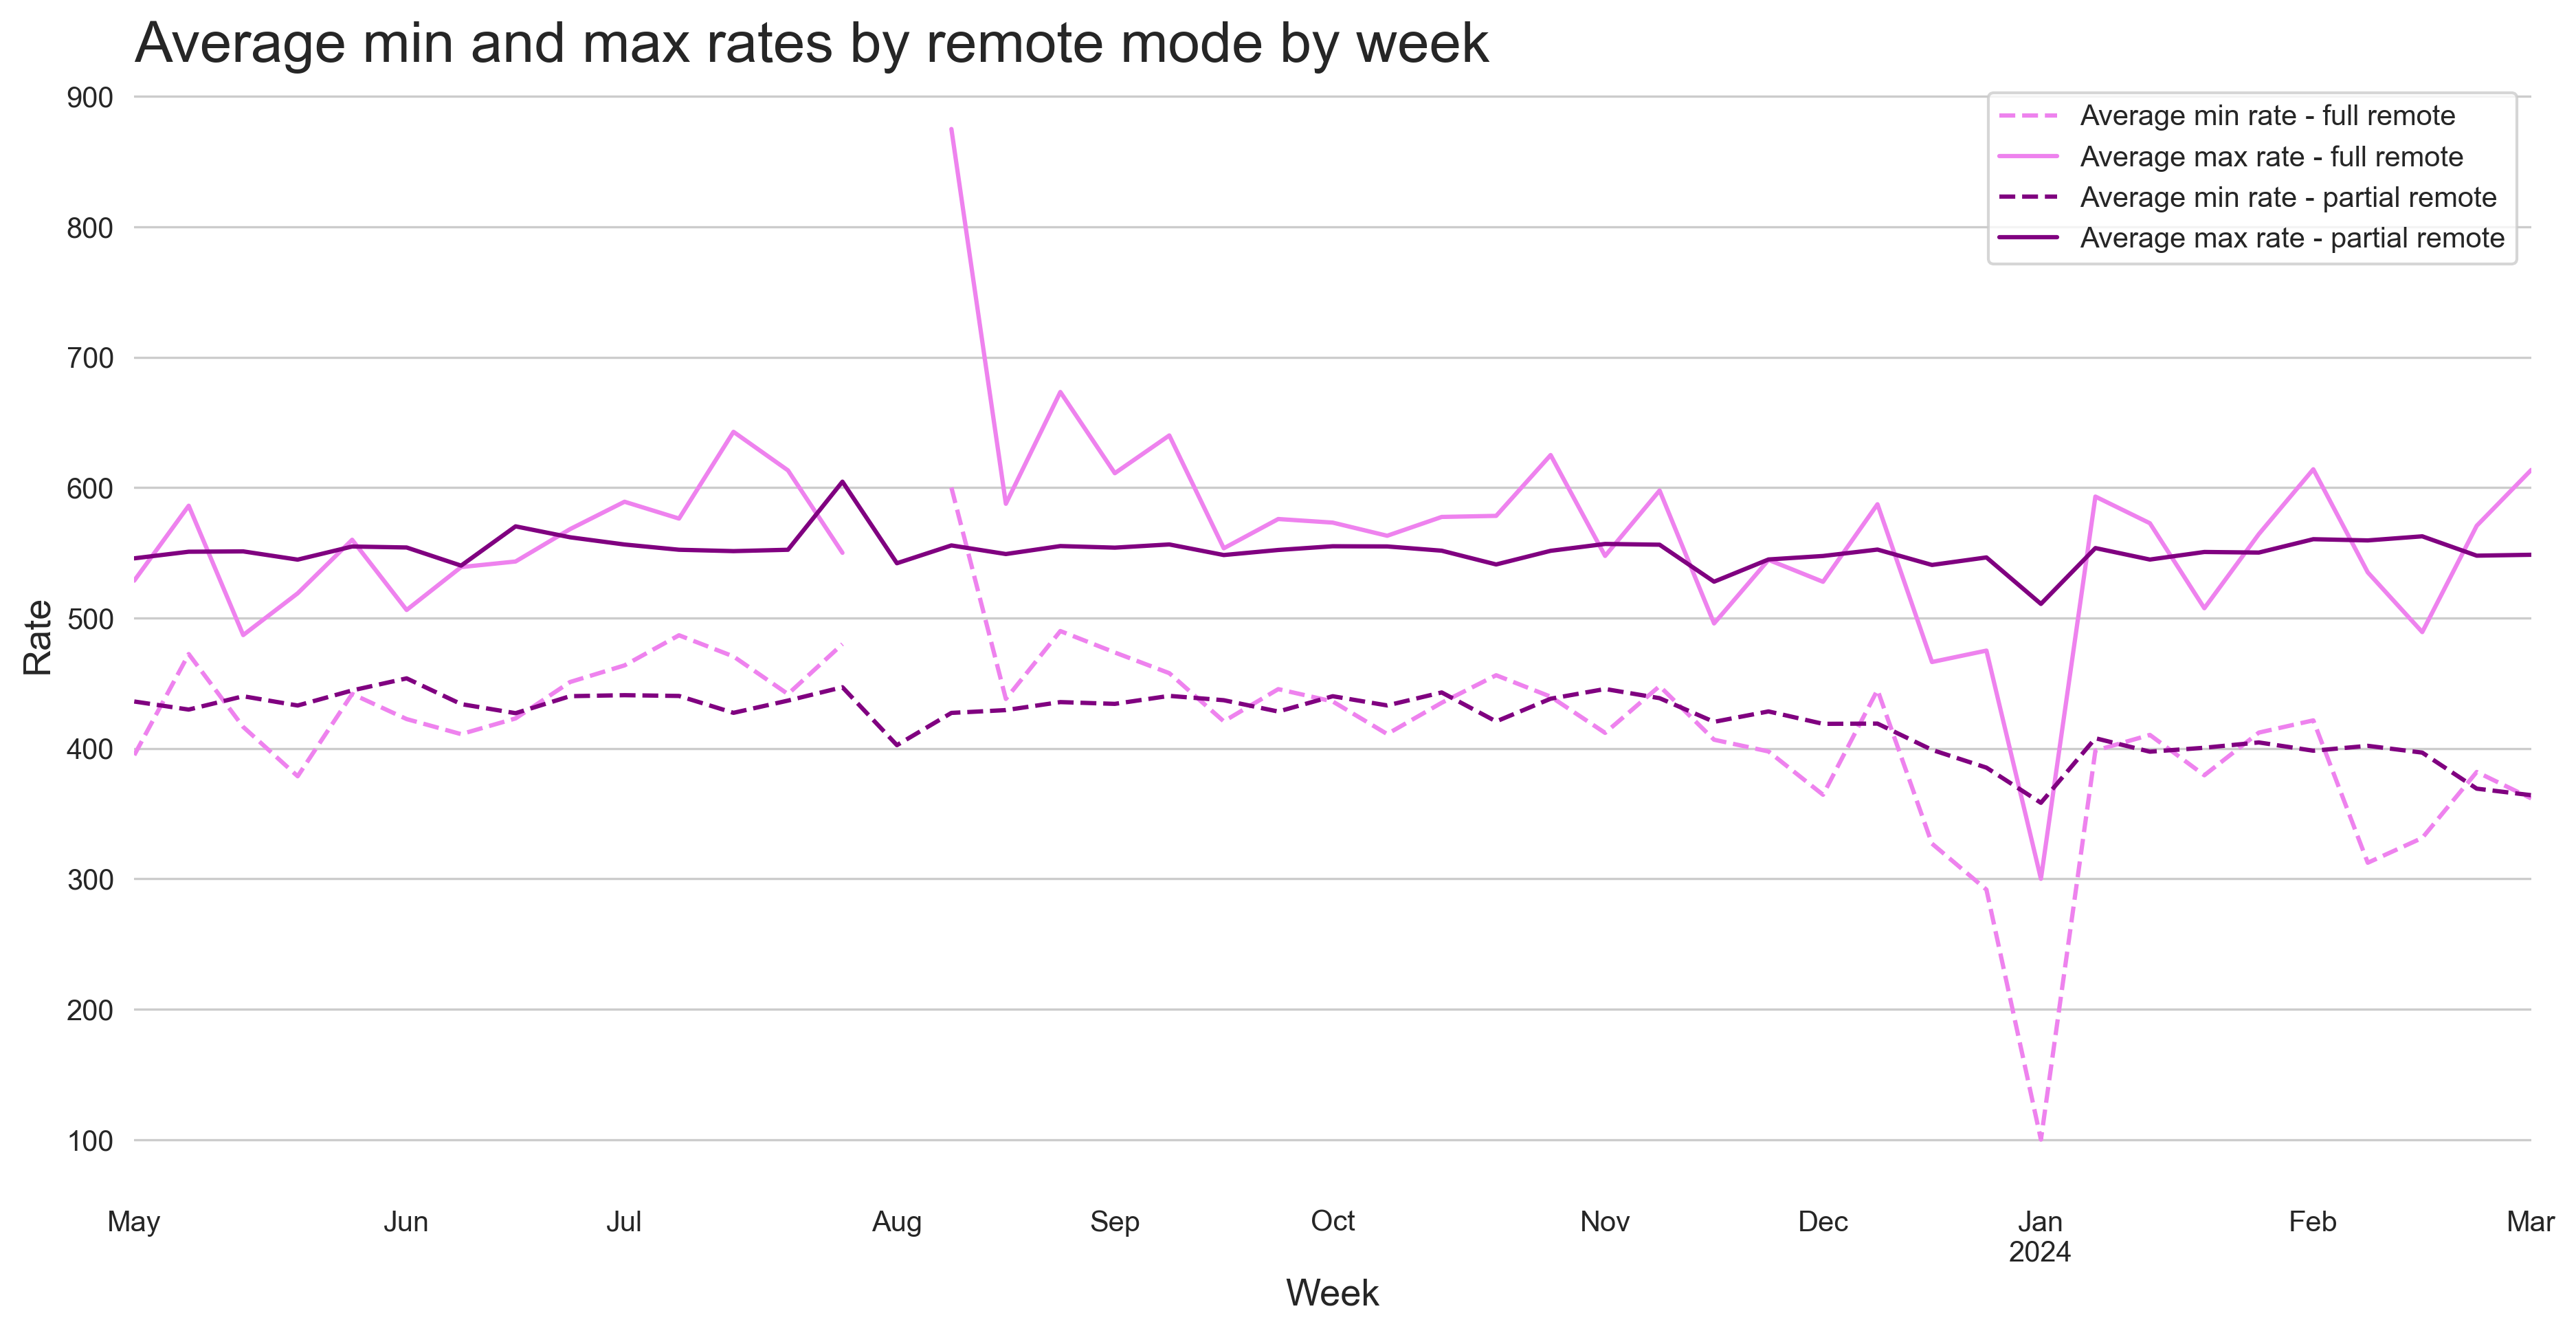 Average min and max rates by remote mode by week
900
800
700
600
500
400
300
200
100
Rate
Average min rate - full remote
Average max rate - full remote
Average min rate - partial remote
Average max rate - partial remote
May Jun Jul Aug Sep Oct Nov Dec Jan Feb Mar
2024
Week